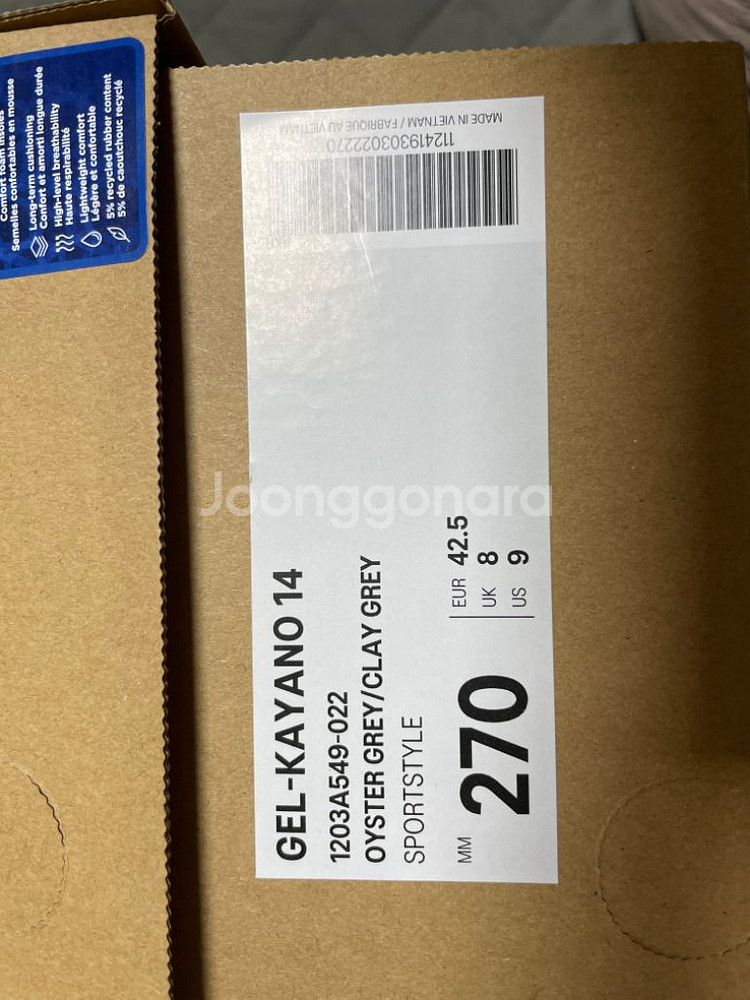 Comfort foam insoles
Semelles confortables en mousse
Long-term cushioning
Confort et amorti longue durée
High-level breathability
Haute respirabilité
Lightweight comfort
Légère et confortable
5% recycled rubber content
5% de caoutchouc recyclé
GEL-KAYANO 14
1203A549-022
OYSTER GREY/CLAY GREY
SPORTSTYLE
MM 270
EUR 42.5
UK 8
US 9
MADE IN VIETNAM / FABRIQUE AU VIETNAM
Joonggonara